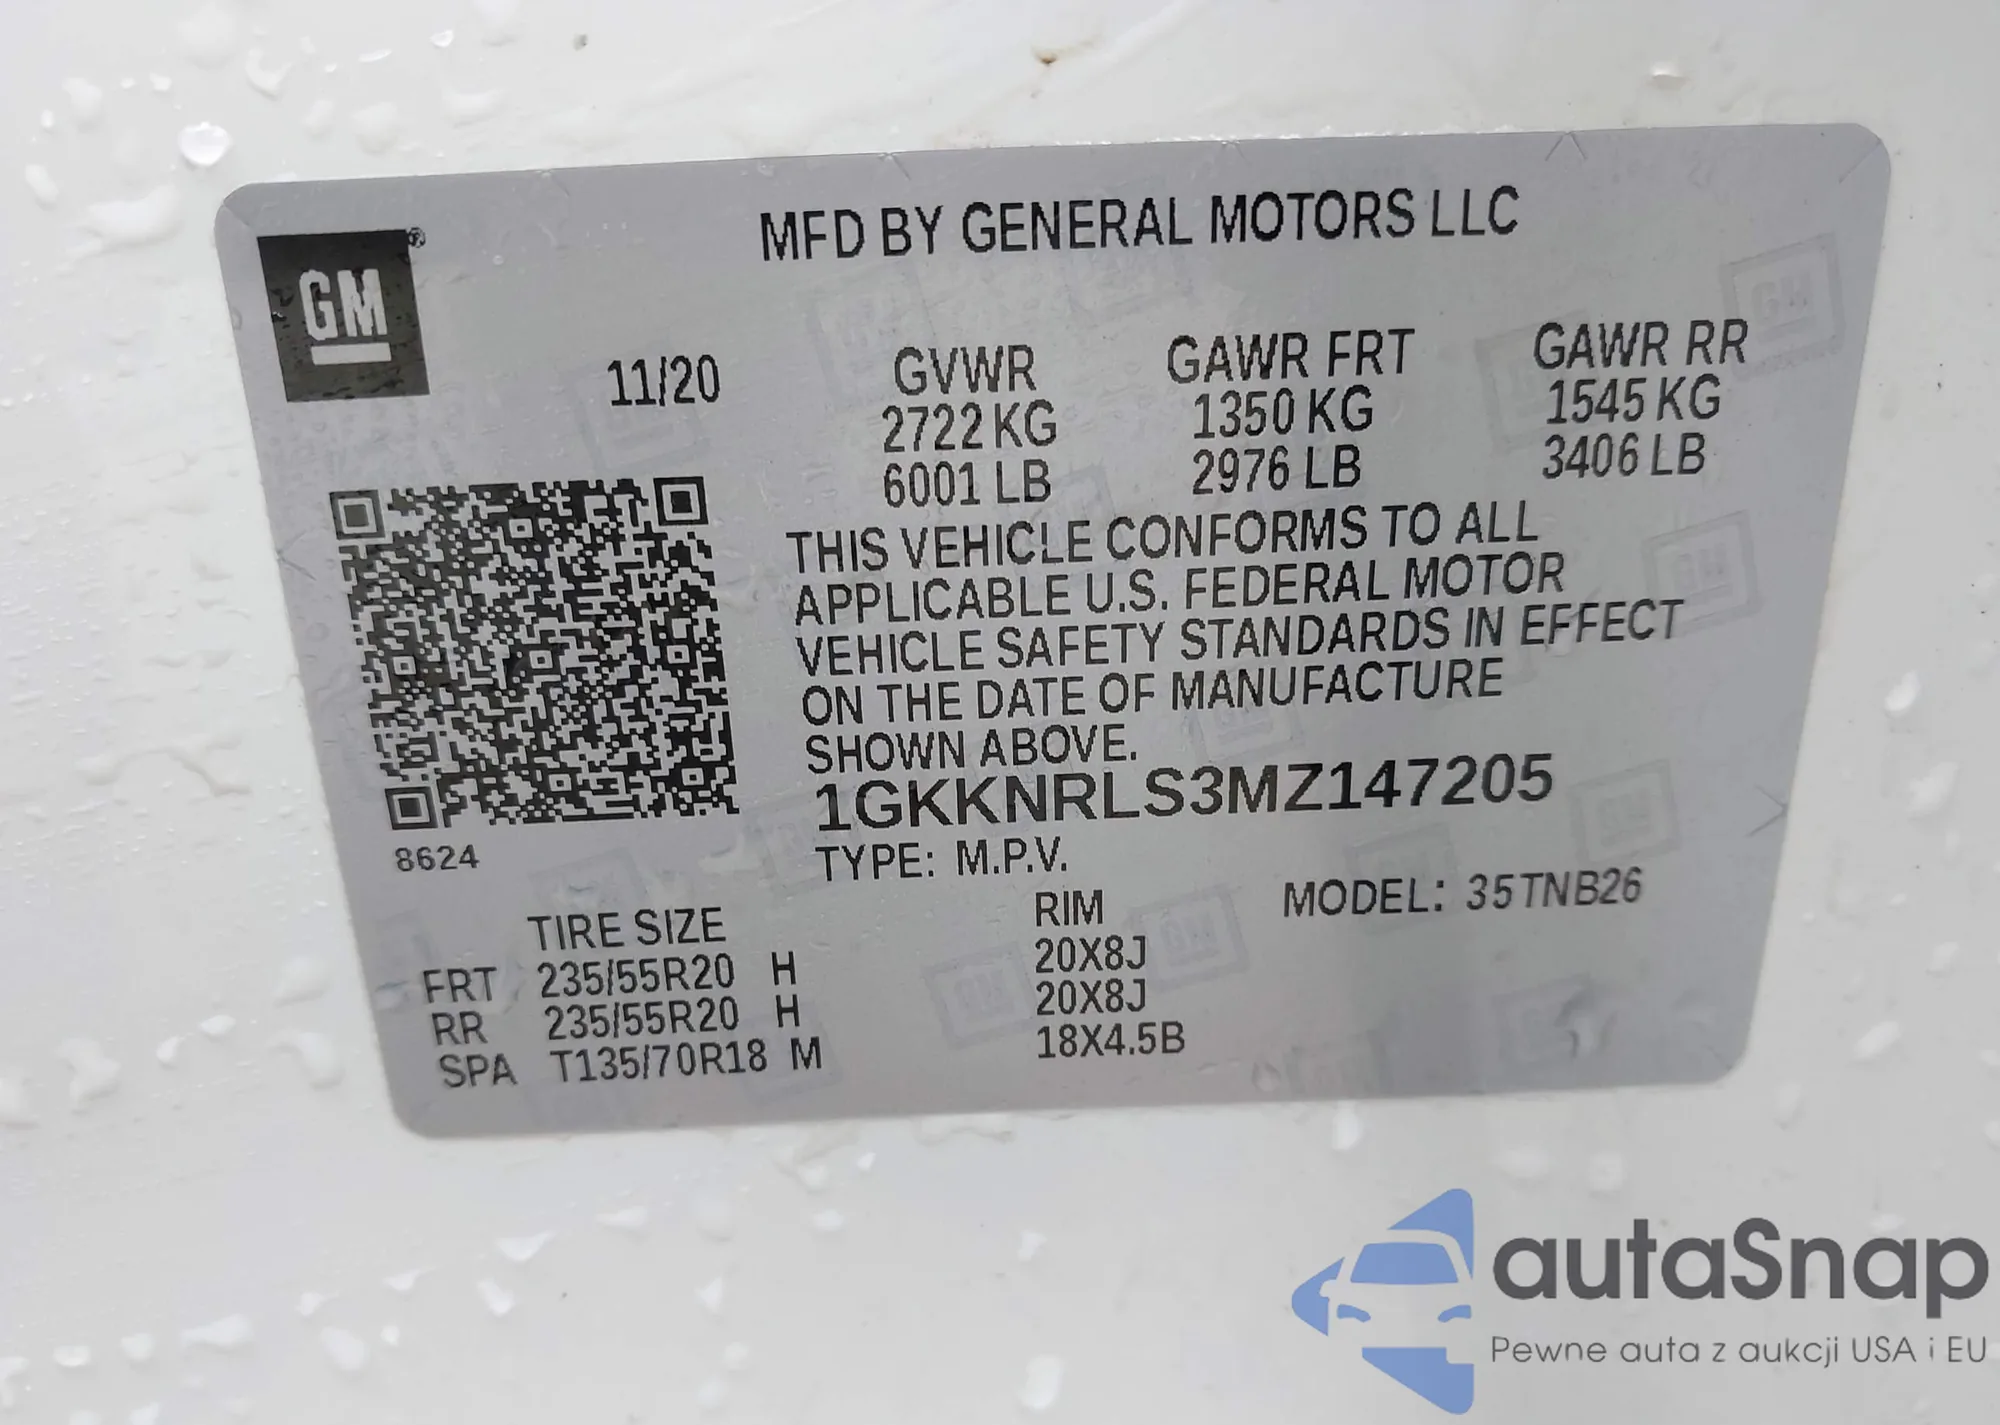 MFD BY GENERAL MOTORS LLC
GM®
11/20
GVWR GAWR FRT GAWR RR
2722 KG 1350 KG 1545 KG
6001 LB 2976 LB 3406 LB
THIS VEHICLE CONFORMS TO ALL
APPLICABLE U.S. FEDERAL MOTOR
VEHICLE SAFETY STANDARDS IN EFFECT
ON THE DATE OF MANUFACTURE
SHOWN ABOVE.
1GKKNRLS3MZ147205
8624
TYPE: M.P.V.
MODEL: 35TNB26
TIRE SIZE RIM
FRT 235/55R20 H 20X8J
RR 235/55R20 H 20X8J
SPA T135/70R18 M 18X4.5B
autaSnap
Pewne auta z aukcji USA i EU